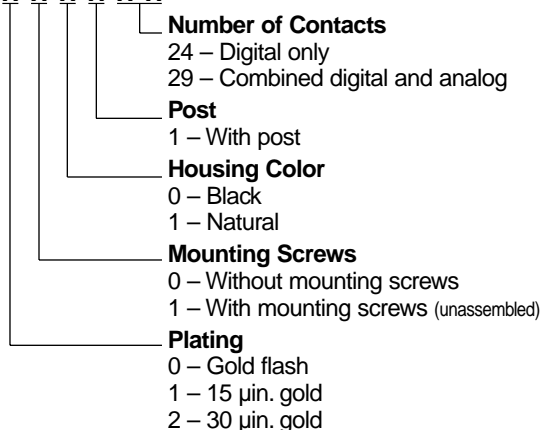 Number of Contacts
24 – Digital only
29 – Combined digital and analog
Post
1 – With post
Housing Color
0 – Black
1 – Natural
Mounting Screws
0 – Without mounting screws
1 – With mounting screws (unassembled)
Plating
0 – Gold flash
1 – 15 µin. gold
2 – 30 µin. gold